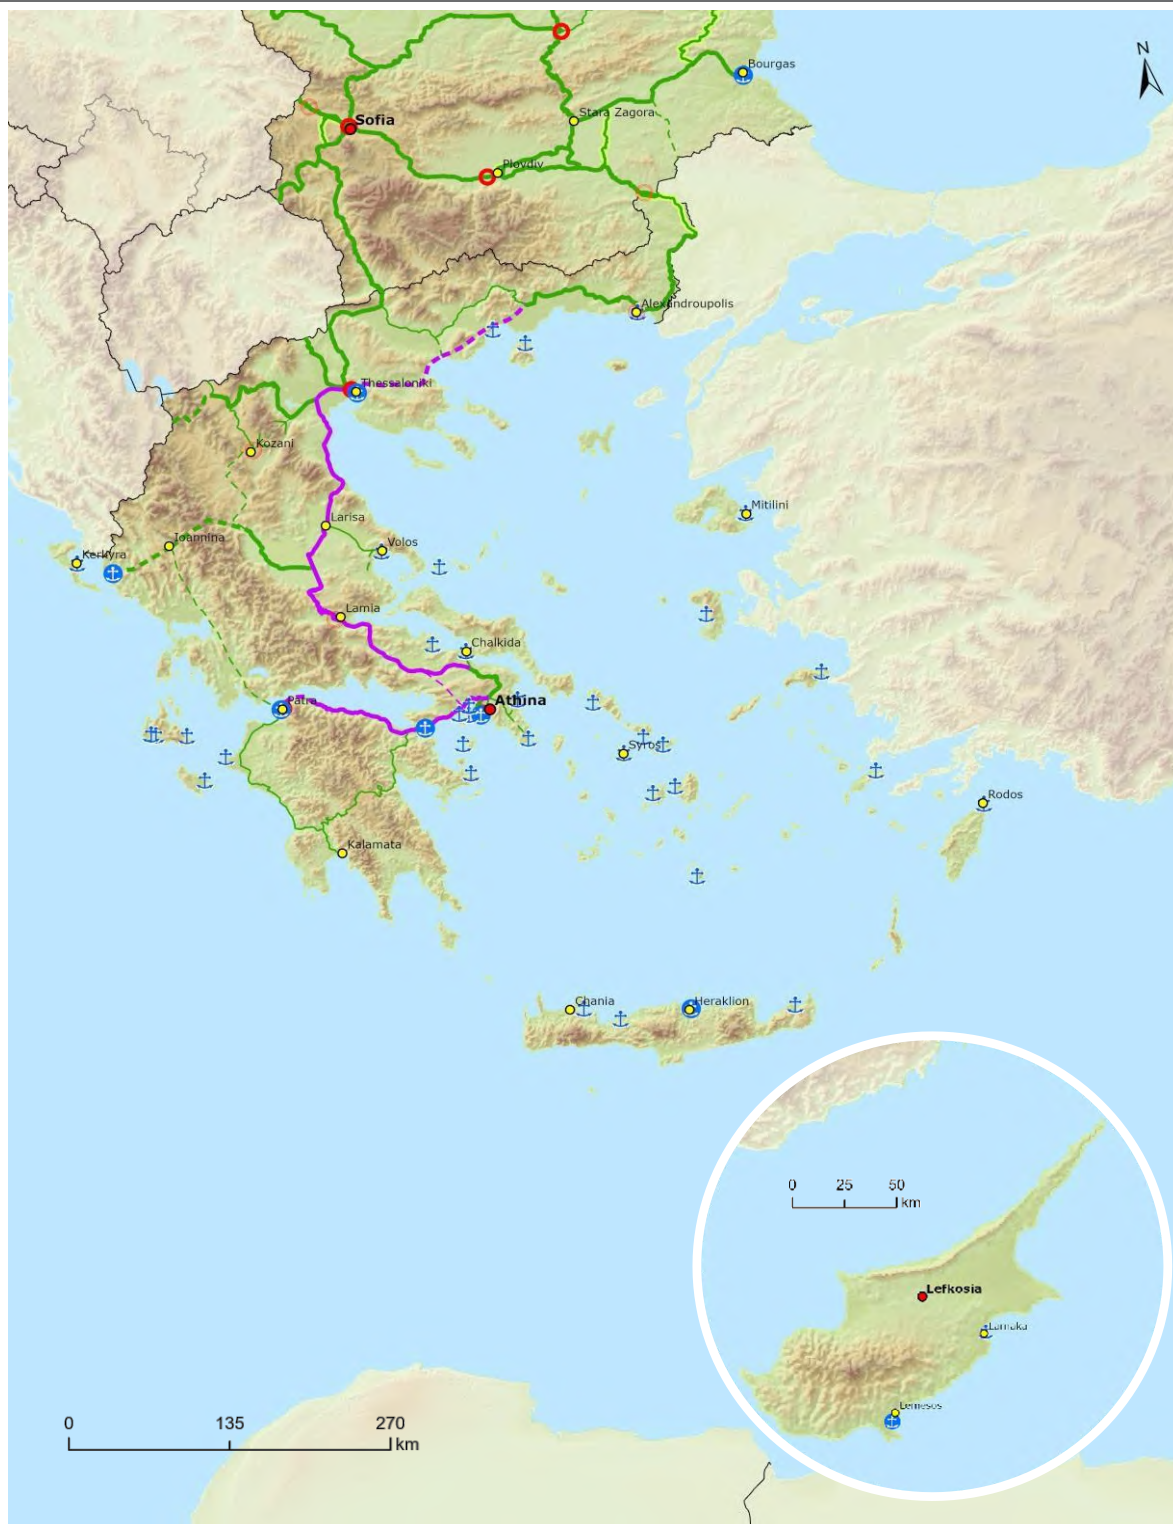 N
Bourgas
Sofia
Stara Zagora
Plovdiv
Alexandroupolis
Thessaloniki
Kozani
Mitilini
Larisa
Ioannina
Volos
Kerkyra
Lamia
Chalkida
Patra
Athina
Syros
Rodos
Kalamata
Chania
Heraklion
0 25 50
km
Lefkosia
Larnaka
Lemesos
0 135 270
km